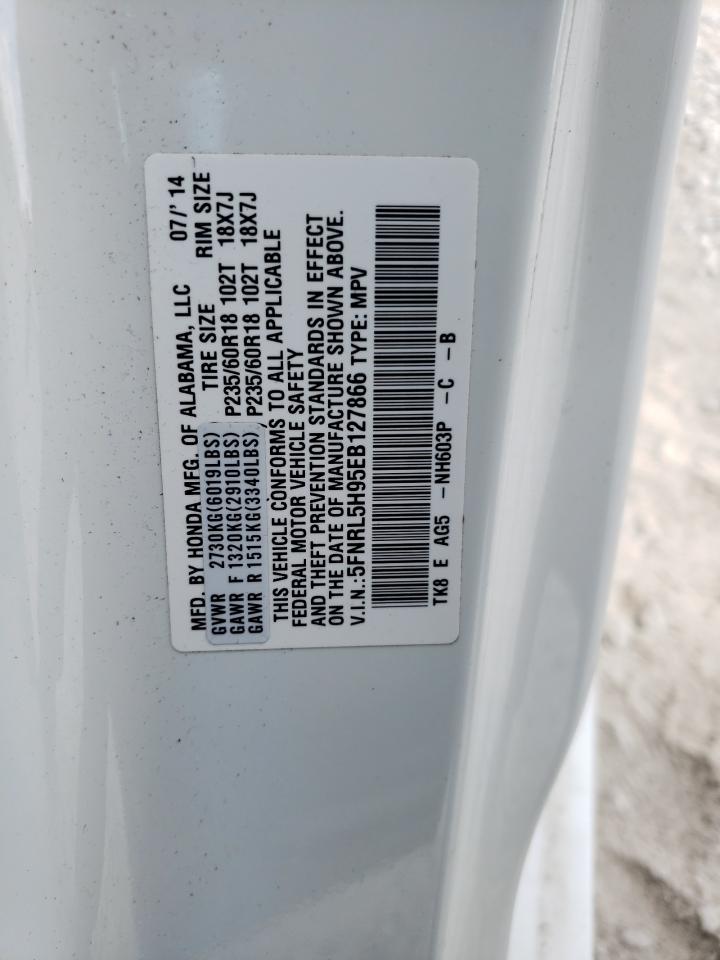 MFD. BY HONDA MFG. OF ALABAMA, LLC 07/'14
TIRE SIZE RIM SIZE
GVWR 2730KG(6019LBS)
GAWR F 1320KG(2910LBS) P235/60R18 102T 18X7J
GAWR R 1515KG(3340LBS) P235/60R18 102T 18X7J
THIS VEHICLE CONFORMS TO ALL APPLICABLE
FEDERAL MOTOR VEHICLE SAFETY
AND THEFT PREVENTION STANDARDS IN EFFECT
ON THE DATE OF MANUFACTURE SHOWN ABOVE.
V.I.N.:5FNRL5H95EB127866 TYPE: MPV
TK8 E AG5 -NH603P -C -B